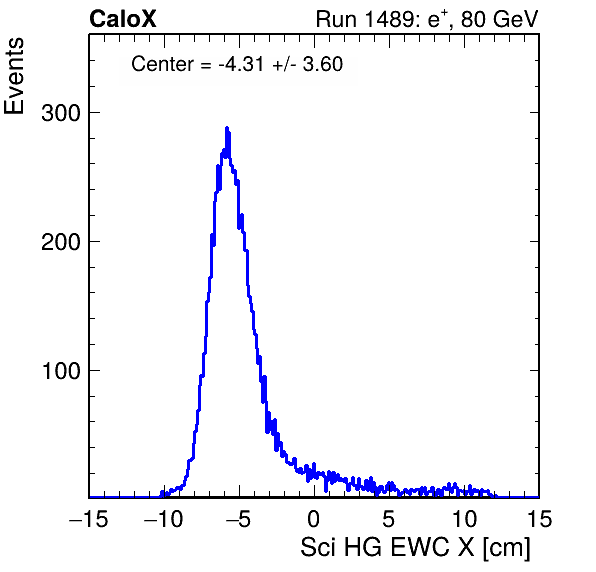 CaloX Run 1489: e⁺, 80 GeV
Center = -4.31 +/- 3.60
Events
300
200
100
−15 −10 −5 0 5 10 15
Sci HG EWC X [cm]